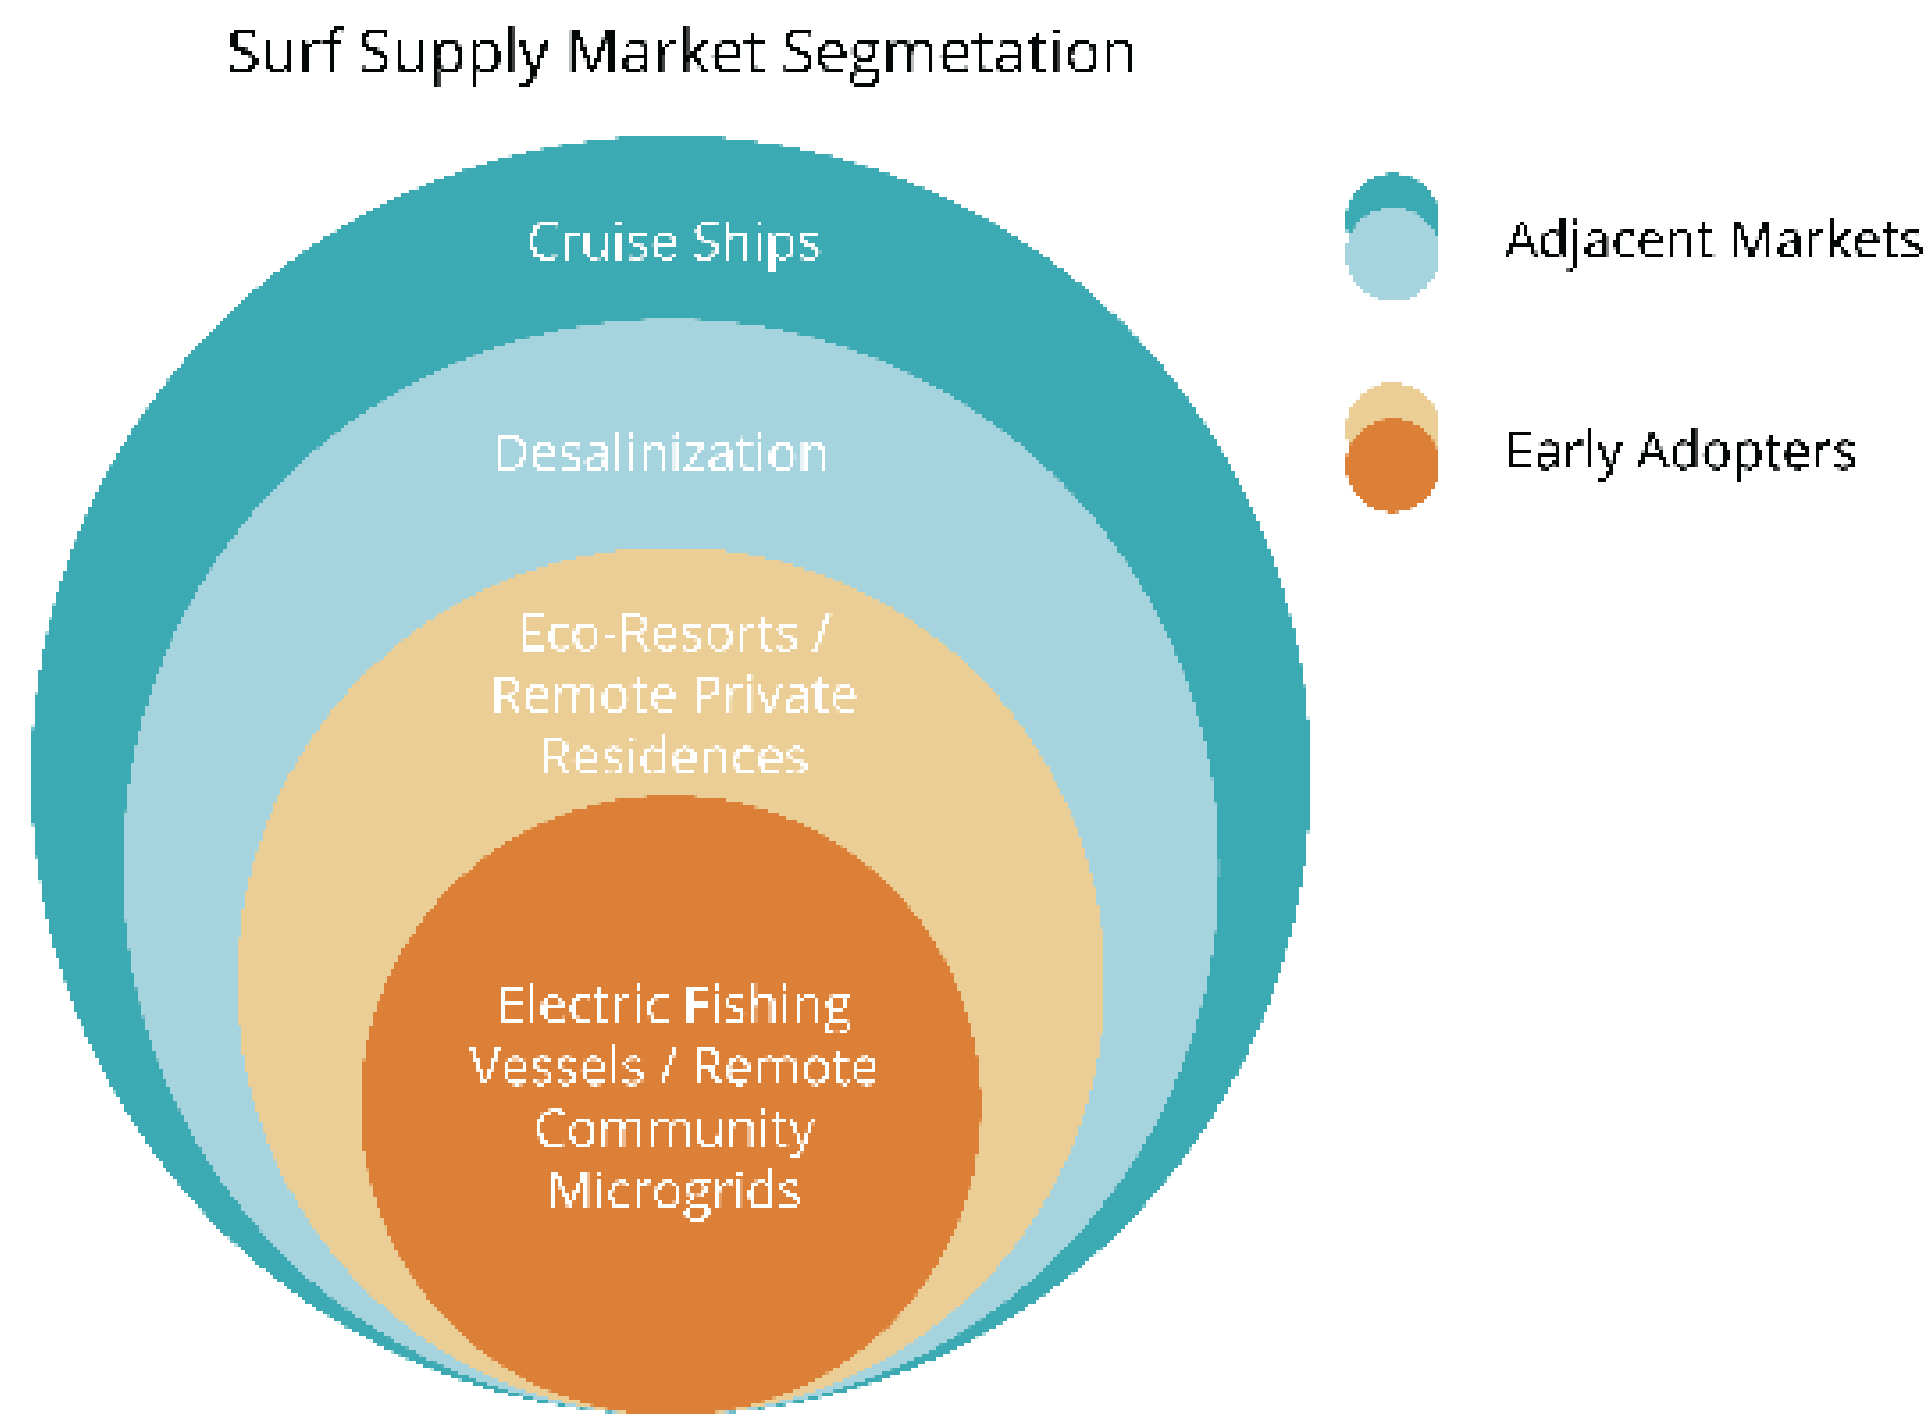 Surf Supply Market Segmetation
Cruise Ships
Desalinization
Eco-Resorts /
Remote Private
Residences
Electric Fishing
Vessels / Remote
Community
Microgrids
Adjacent Markets
Early Adopters